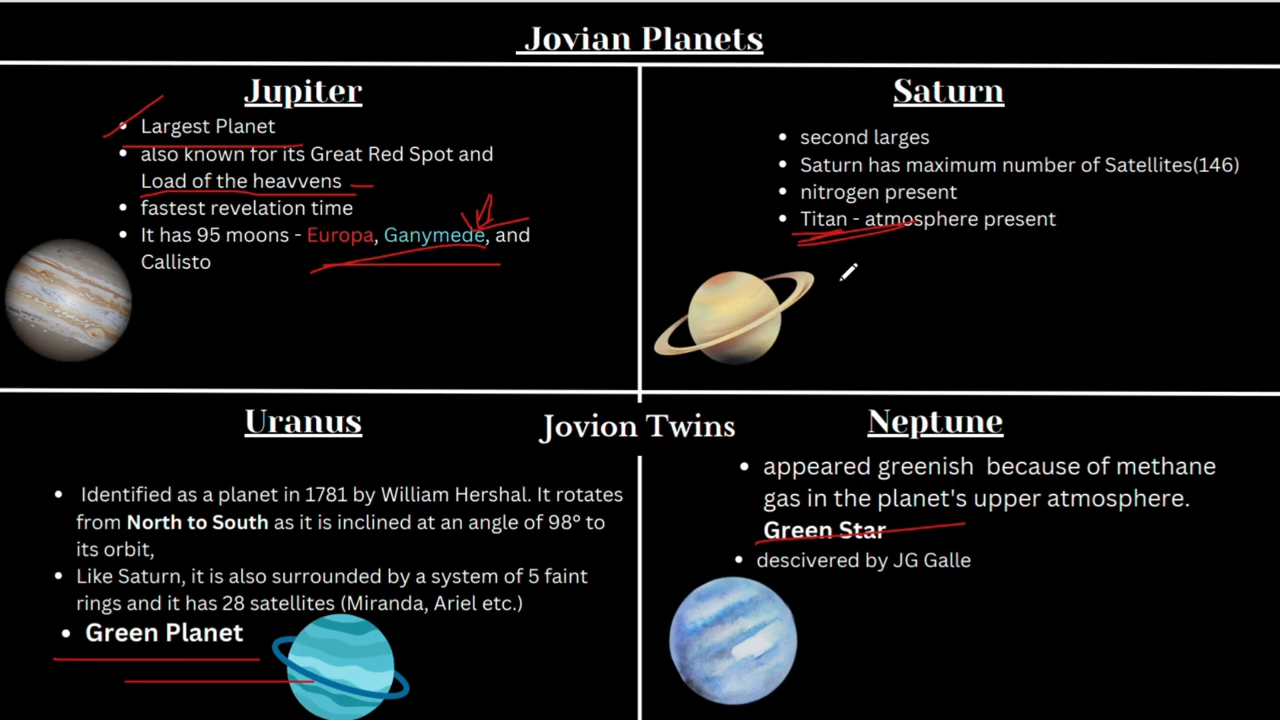 Jovian Planets
Jupiter
• Largest Planet
• also known for its Great Red Spot and
Load of the heavvens
• fastest revelation time
• It has 95 moons - Europa, Ganymede, and
Callisto
Saturn
• second larges
• Saturn has maximum number of Satellites(146)
• nitrogen present
• Titan - atmosphere present
Jovion Twins
Uranus
• Identified as a planet in 1781 by William Hershal. It rotates
from North to South as it is inclined at an angle of 98° to
its orbit,
• Like Saturn, it is also surrounded by a system of 5 faint
rings and it has 28 satellites (Miranda, Ariel etc.)
• Green Planet
Neptune
• appeared greenish because of methane
gas in the planet's upper atmosphere.
Green Star
• descivered by JG Galle